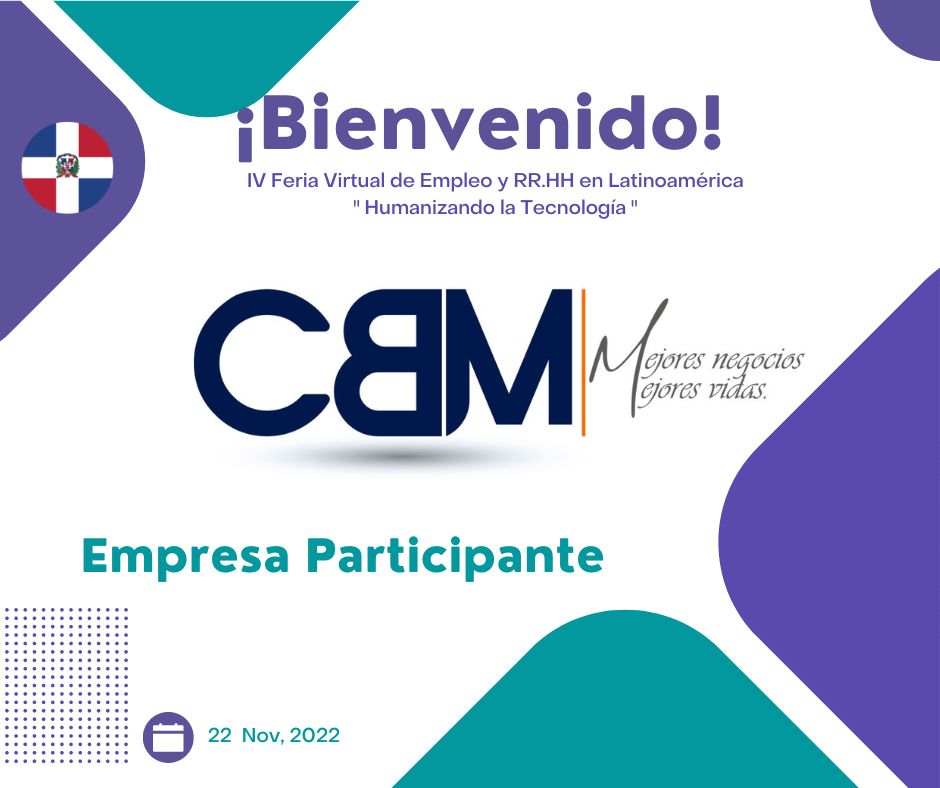 ¡Bienvenido!
IV Feria Virtual de Empleo y RR.HH en Latinoamérica
" Humanizando la Tecnología "
CBM
Mejores negocios
Mejores vidas.
Empresa Participante
22 Nov, 2022